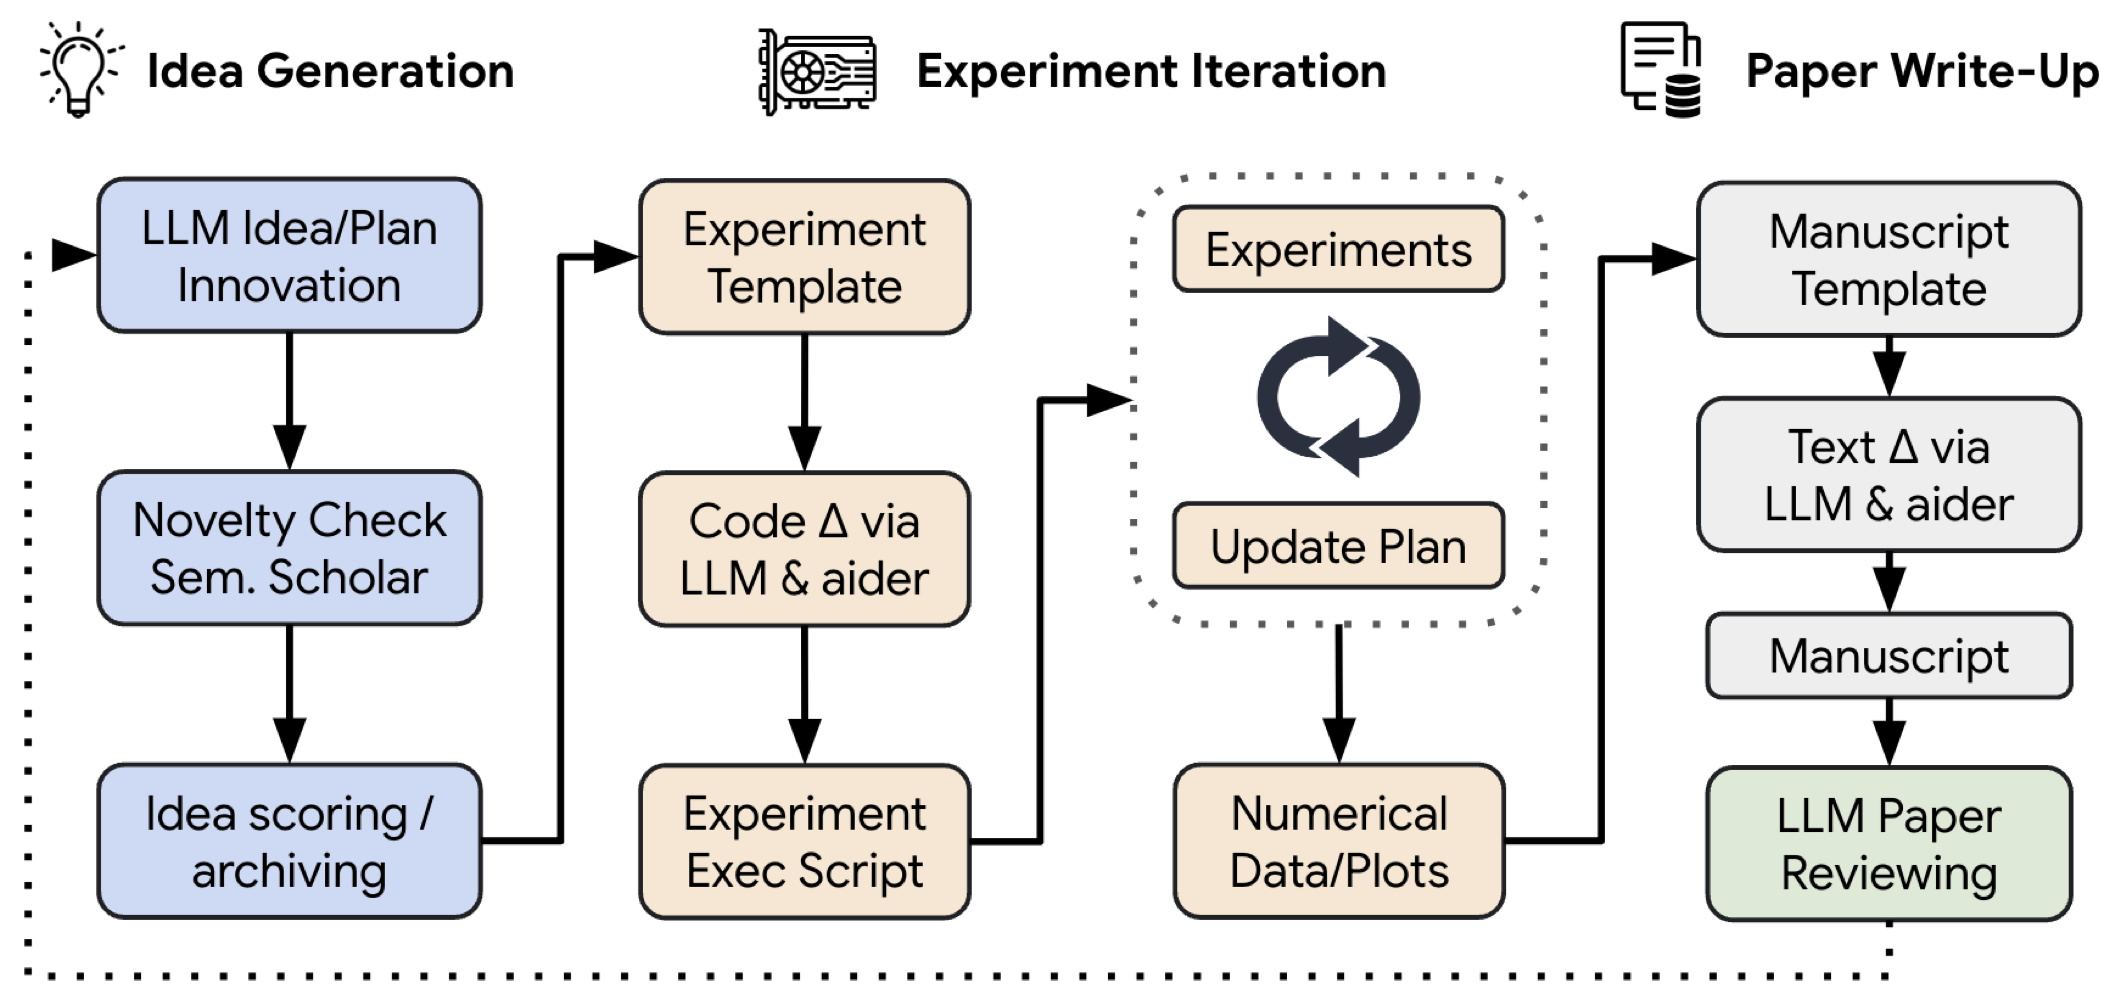 Idea Generation
Experiment Iteration
Paper Write-Up
LLM Idea/Plan
Innovation
Novelty Check
Sem. Scholar
Idea scoring /
archiving
Experiment
Template
Code Δ via
LLM & aider
Experiment
Exec Script
Experiments
Update Plan
Numerical
Data/Plots
Manuscript
Template
Text Δ via
LLM & aider
Manuscript
LLM Paper
Reviewing